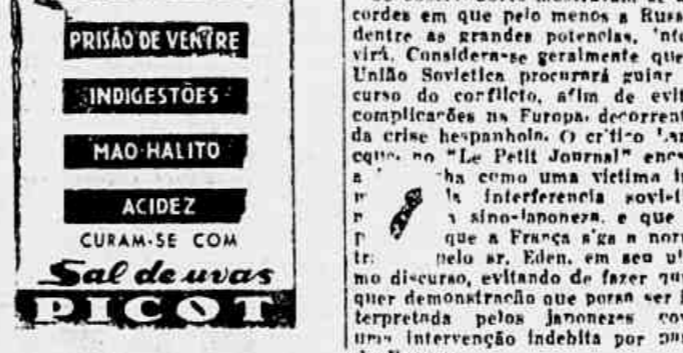 PRISÃO DE VENTRE
INDIGESTÕES
MAO HALITO
ACIDEZ
CURAM-SE COM
Sal de uvas
PICOT
cordes em que pelo menos a Russ
dentre as grandes potencias,
virá. Considera-se geralmente que
União Sovietica procurará guiar
curso do conflicto, afim de evit
complicações na Europa, decorrent
da crise hespanhola. O critico
no "Le Petit Journal"
a como uma victima
interferencia sovi
sino-japoneza, e que
que a França siga a nor
pelo sr. Eden, em seu ul
mo discurso, evitando de fazer
quer demonstração que possa ser
terpretada pelos japonezes
uma intervenção indebita por